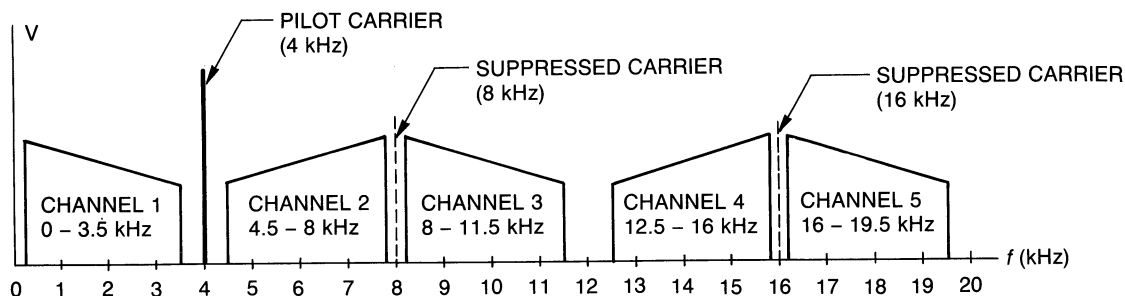 V
PILOT CARRIER
(4 kHz)
SUPPRESSED CARRIER
(8 kHz)
SUPPRESSED CARRIER
(16 kHz)
CHANNEL 1
0 – 3.5 kHz
CHANNEL 2
4.5 – 8 kHz
CHANNEL 3
8 – 11.5 kHz
CHANNEL 4
12.5 – 16 kHz
CHANNEL 5
16 – 19.5 kHz
f (kHz)
0 1 2 3 4 5 6 7 8 9 10 11 12 13 14 15 16 17 18 19 20